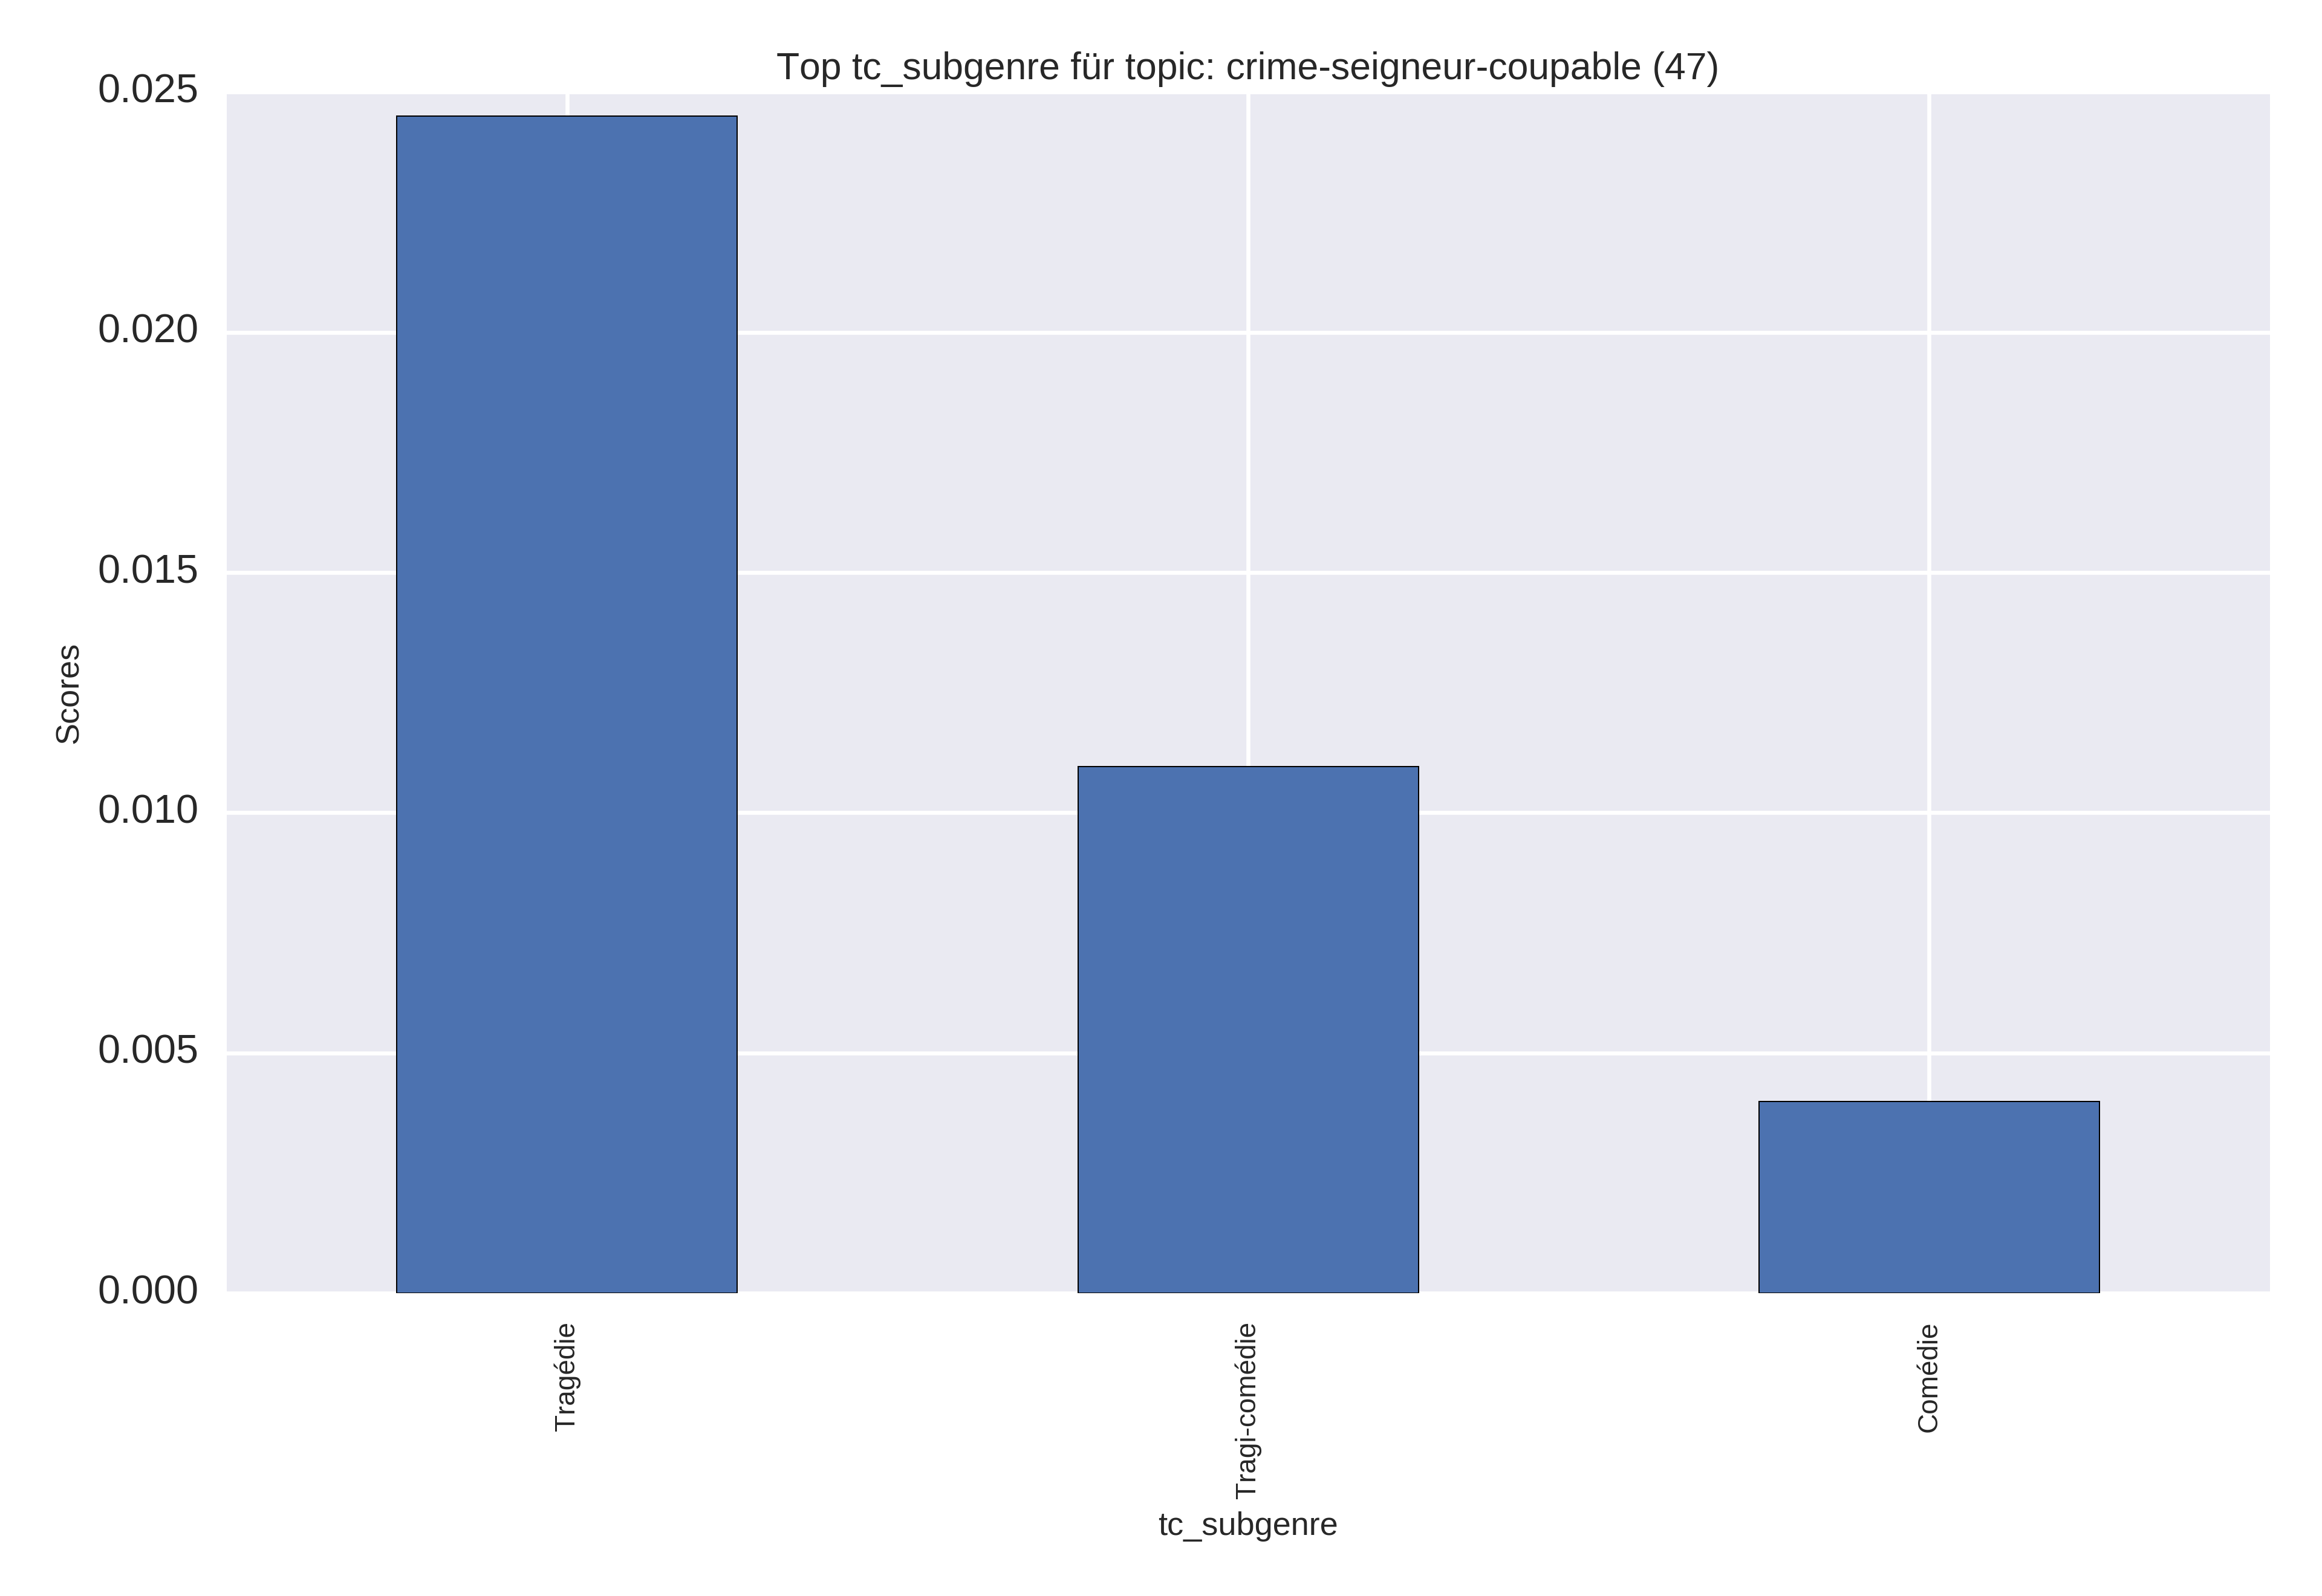 Top tc_subgenre für topic: crime-seigneur-coupable (47)
0.025
0.020
0.015
0.010
0.005
0.000
Scores
Tragédie
Tragi-comédie
Comédie
tc_subgenre